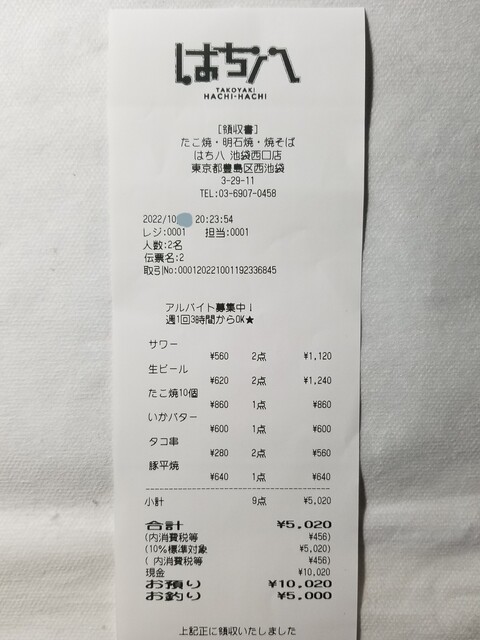 はち八
TAKOYAKI
HACHI-HACHI
[領収書]
たこ焼・明石焼・焼そば
はち八 池袋西口店
東京都豊島区西池袋
3-29-11
TEL:03-6907-0458
2022/10 20:23:54
レジ:0001 担当:0001
人数:2名
伝票名:2
取引No:000120221001192336845
アルバイト募集中!
週1回3時間からOK★
サワー
¥560 2点 ¥1,120
生ビール
¥620 2点 ¥1,240
たこ焼10個
¥860 1点 ¥860
いかバター
¥600 1点 ¥600
タコ串
¥280 2点 ¥560
豚平焼
¥640 1点 ¥640
小計 9点 ¥5,020
合計 ¥5,020
(内消費税等 ¥456)
(10%標準対象 ¥5,020)
( 内消費税等 ¥456)
現金 ¥10,020
お預り ¥10,020
お釣り ¥5,000
上記正に領収いたしました